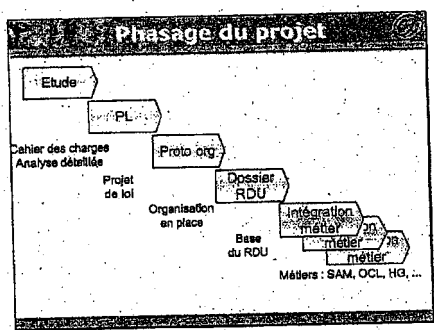 Phasage du projet
Etude
PL
Cahier des charges
Analyse détaillée
Proto org
Projet
de loi
Dossier
RDU
Organisation
en place
Intégration
métier
Base
du RDU
métier
métier
Métiers : SAM, OCL, HG, ...